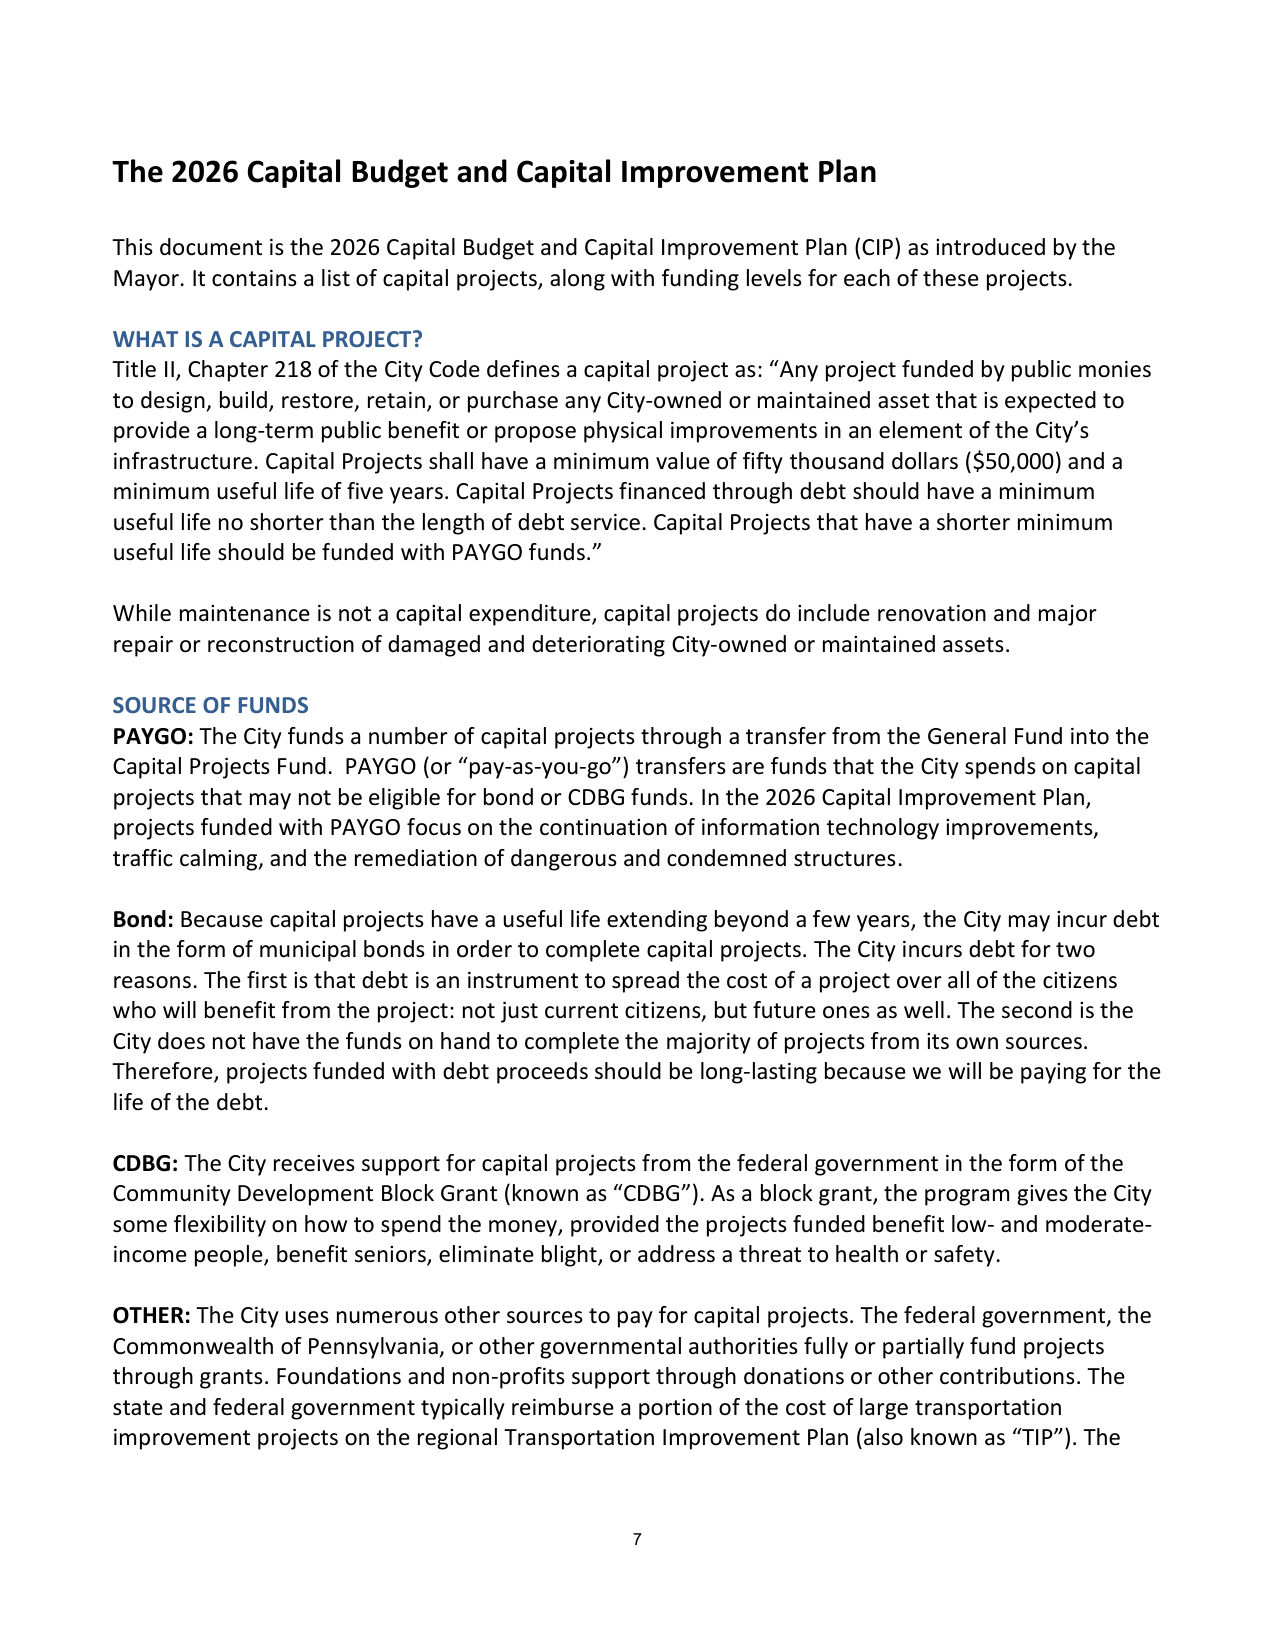 The 2026 Capital Budget and Capital Improvement Plan
This document is the 2026 Capital Budget and Capital Improvement Plan (CIP) as introduced by the
Mayor. It contains a list of capital projects, along with funding levels for each of these projects.
WHAT IS A CAPITAL PROJECT?
Title II, Chapter 218 of the City Code defines a capital project as: “Any project funded by public monies
to design, build, restore, retain, or purchase any City-owned or maintained asset that is expected to
provide a long-term public benefit or propose physical improvements in an element of the City’s
infrastructure. Capital Projects shall have a minimum value of fifty thousand dollars ($50,000) and a
minimum useful life of five years. Capital Projects financed through debt should have a minimum
useful life no shorter than the length of debt service. Capital Projects that have a shorter minimum
useful life should be funded with PAYGO funds.”
While maintenance is not a capital expenditure, capital projects do include renovation and major
repair or reconstruction of damaged and deteriorating City-owned or maintained assets.
SOURCE OF FUNDS
PAYGO: The City funds a number of capital projects through a transfer from the General Fund into the
Capital Projects Fund.  PAYGO (or “pay-as-you-go”) transfers are funds that the City spends on capital
projects that may not be eligible for bond or CDBG funds. In the 2026 Capital Improvement Plan,
projects funded with PAYGO focus on the continuation of information technology improvements,
traffic calming, and the remediation of dangerous and condemned structures.
Bond: Because capital projects have a useful life extending beyond a few years, the City may incur debt
in the form of municipal bonds in order to complete capital projects. The City incurs debt for two
reasons. The first is that debt is an instrument to spread the cost of a project over all of the citizens
who will benefit from the project: not just current citizens, but future ones as well. The second is the
City does not have the funds on hand to complete the majority of projects from its own sources.
Therefore, projects funded with debt proceeds should be long-lasting because we will be paying for the
life of the debt.
CDBG: The City receives support for capital projects from the federal government in the form of the
Community Development Block Grant (known as “CDBG”). As a block grant, the program gives the City
some flexibility on how to spend the money, provided the projects funded benefit low- and moderate-
income people, benefit seniors, eliminate blight, or address a threat to health or safety.
OTHER: The City uses numerous other sources to pay for capital projects. The federal government, the
Commonwealth of Pennsylvania, or other governmental authorities fully or partially fund projects
through grants. Foundations and non-profits support through donations or other contributions. The
state and federal government typically reimburse a portion of the cost of large transportation
improvement projects on the regional Transportation Improvement Plan (also known as “TIP”). The
7